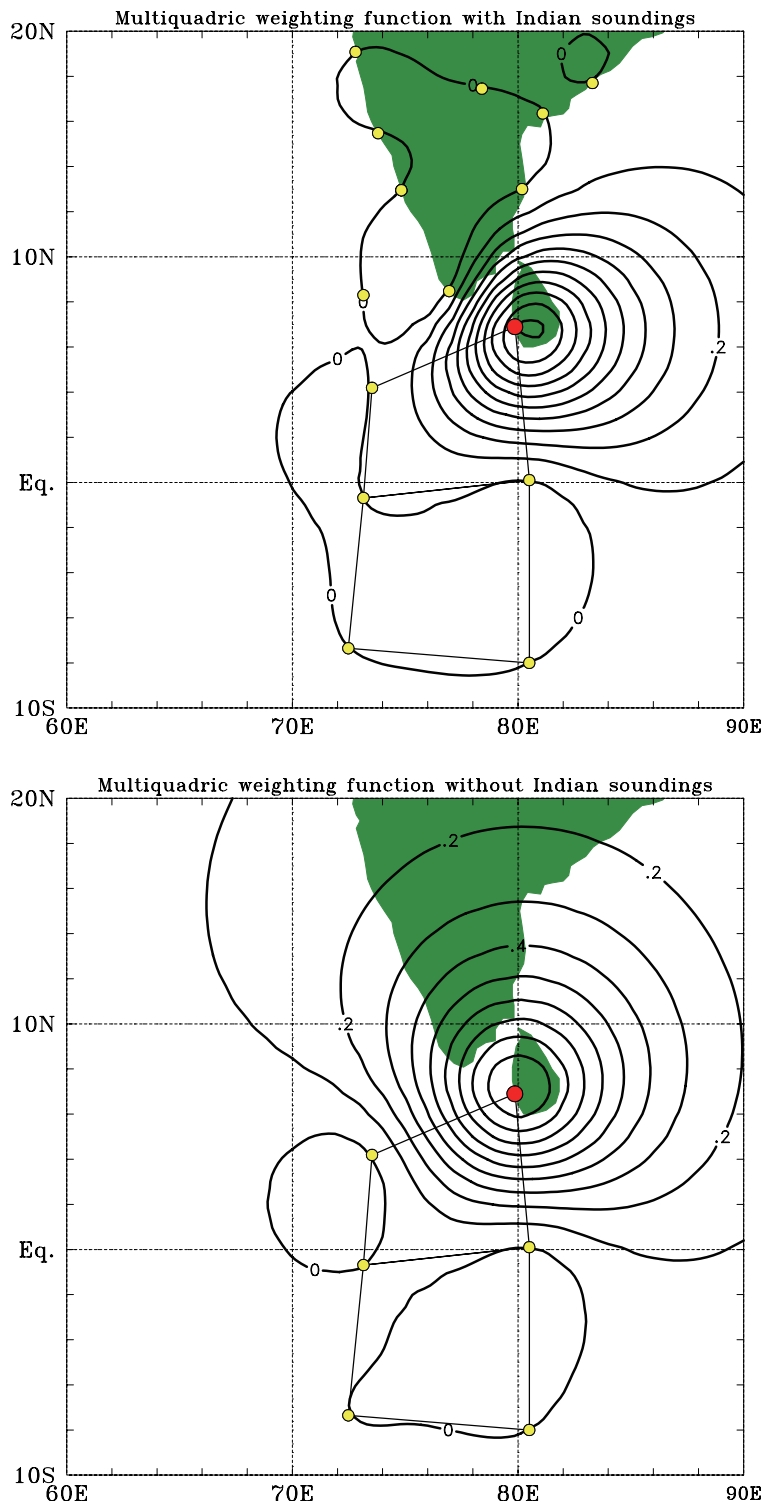 Multiquadric weighting function with Indian soundings
20N
0
0
10N
0
.2
0
Eq.
0
0
10S
60E 70E 80E 90E
Multiquadric weighting function without Indian soundings
20N
.2
.2
.4
10N
.2
.2
Eq.
0
0
10S
60E 70E 80E 90E